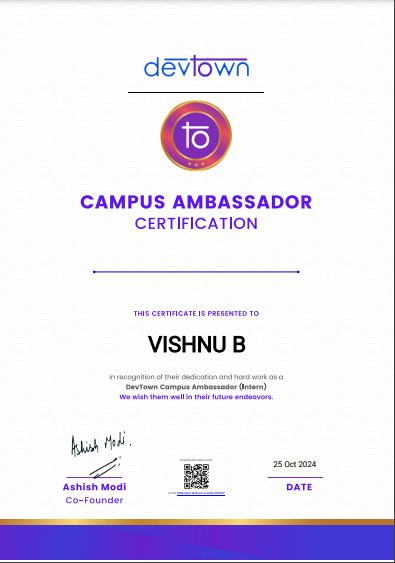 devtown
to
CAMPUS AMBASSADOR
CERTIFICATION
THIS CERTIFICATE IS PRESENTED TO
VISHNU B
in recognition of their dedication and hard work as a
DevTown Campus Ambassador (Intern)
We wish them well in their future endeavors.
Ashish Modi.
Ashish Modi
Co-Founder
25 Oct 2024
DATE